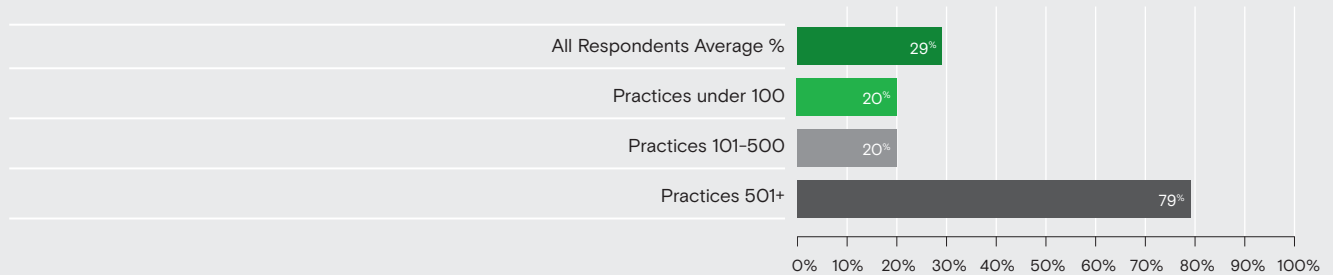 All Respondents Average % 29%
Practices under 100 20%
Practices 101-500 20%
Practices 501+ 79%
0% 10% 20% 30% 40% 50% 60% 70% 80% 90% 100%